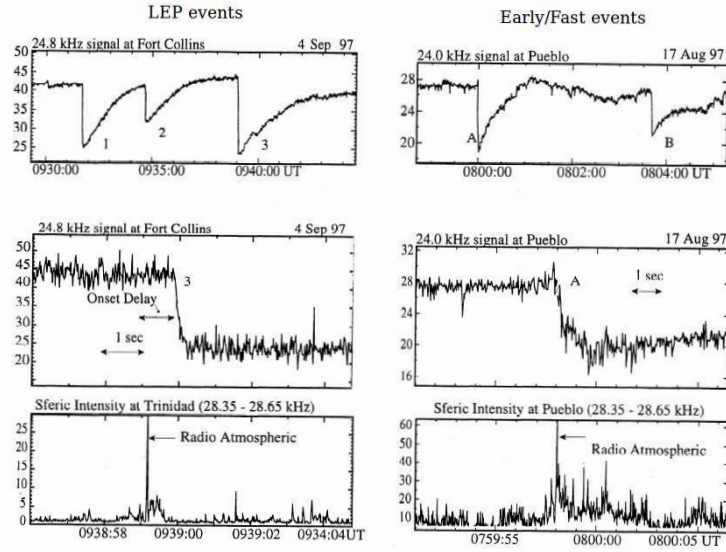 LEP events
24.8 kHz signal at Fort Collins 4 Sep 97
50
45
40
35
30
25
1
2
3
0930:00 0935:00 0940:00 UT
24.8 kHz signal at Fort Collins 4 Sep 97
50
45
40
35
30
25
20
3
Onset Delay
1 sec
Sferic Intensity at Trinidad (28.35 - 28.65 kHz)
25
20
15
10
5
0
Radio Atmospheric
0938:58 0939:00 0939:02 0934:04UT
Early/Fast events
24.0 kHz signal at Pueblo 17 Aug 97
28
24
20
A
B
0800:00 0802:00 0804:00 UT
24.0 kHz signal at Pueblo 17 Aug 97
32
28
24
20
16
A
1 sec
Sferic Intensity at Pueblo (28.35 - 28.65 kHz)
60
50
40
30
20
10
Radio Atmospheric
0759:55 0800:00 0800:05 UT